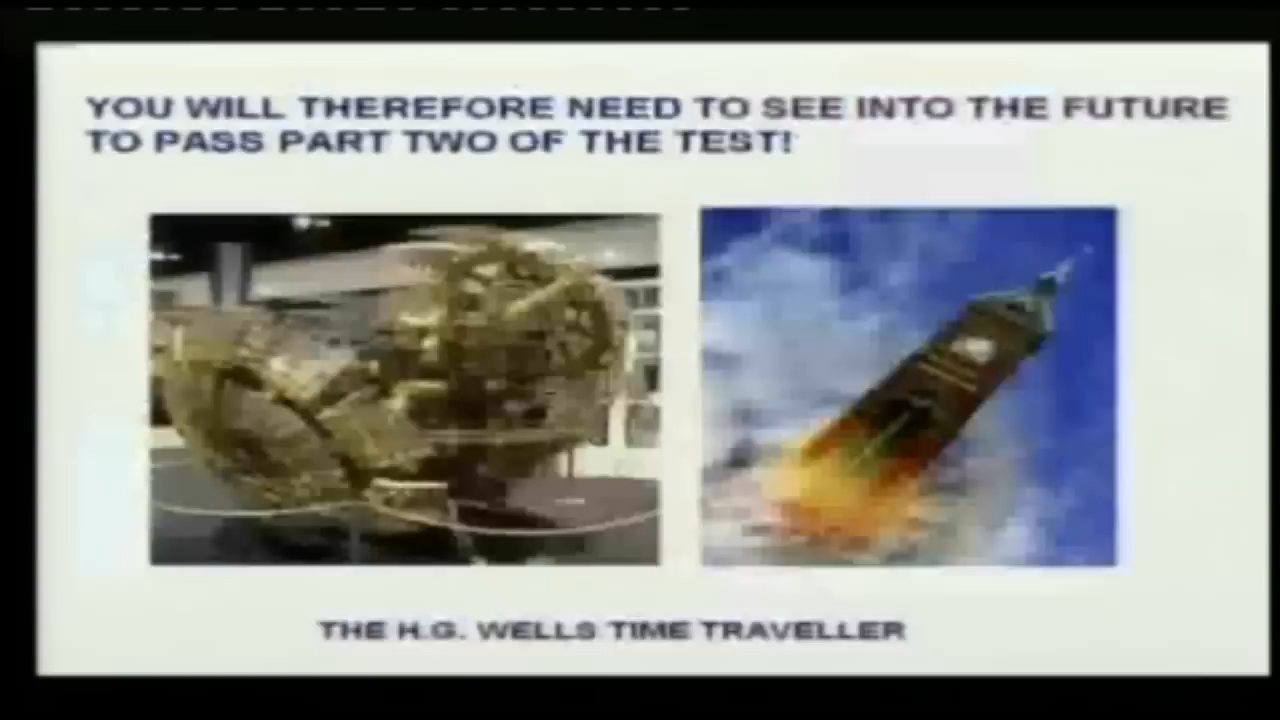 YOU WILL THEREFORE NEED TO SEE INTO THE FUTURE
TO PASS PART TWO OF THE TEST!
THE H.G. WELLS TIME TRAVELLER